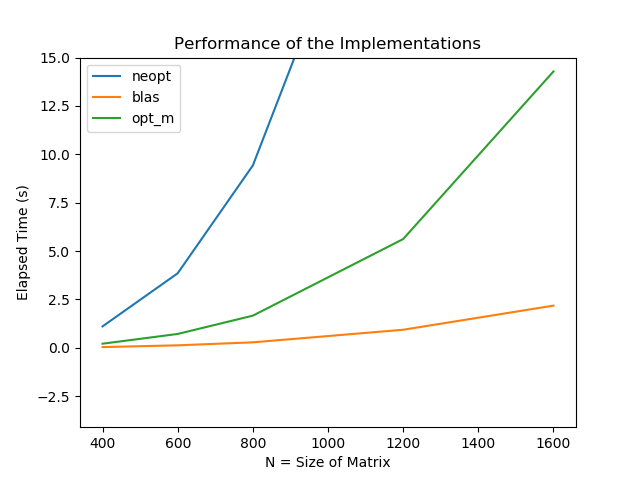 Performance of the Implementations
neopt
blas
opt_m
15.0
12.5
10.0
7.5
5.0
2.5
0.0
−2.5
Elapsed Time (s)
400 600 800 1000 1200 1400 1600
N = Size of Matrix